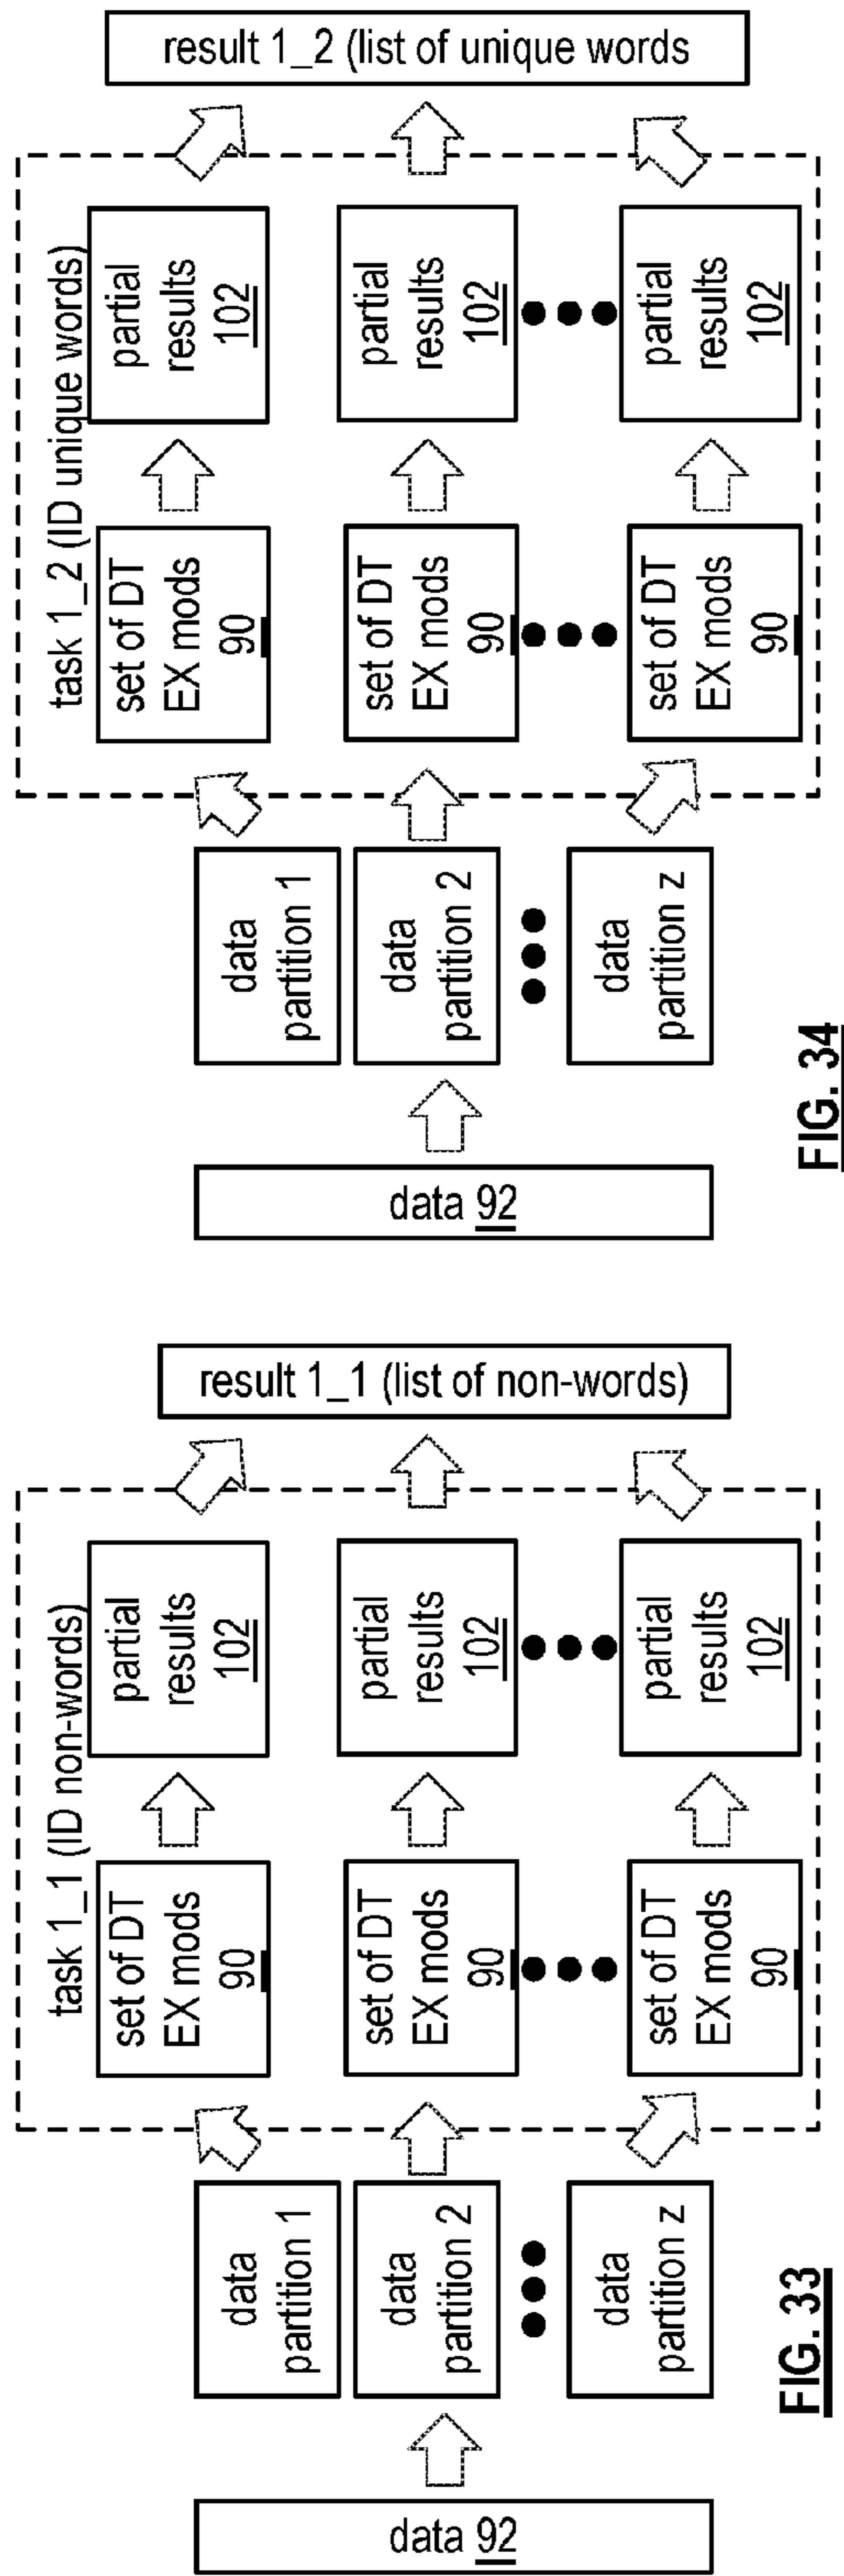 task 1_1 (ID non-words)
data 92
data
partition 1
data
partition 2
data
partition z
set of DT
EX mods
90
set of DT
EX mods
90
set of DT
EX mods
90
partial
results
102
partial
results
102
partial
results
102
result 1_1 (list of non-words)
FIG. 33
task 1_2 (ID unique words)
data 92
data
partition 1
data
partition 2
data
partition z
set of DT
EX mods
90
set of DT
EX mods
90
set of DT
EX mods
90
partial
results
102
partial
results
102
partial
results
102
result 1_2 (list of unique words
FIG. 34